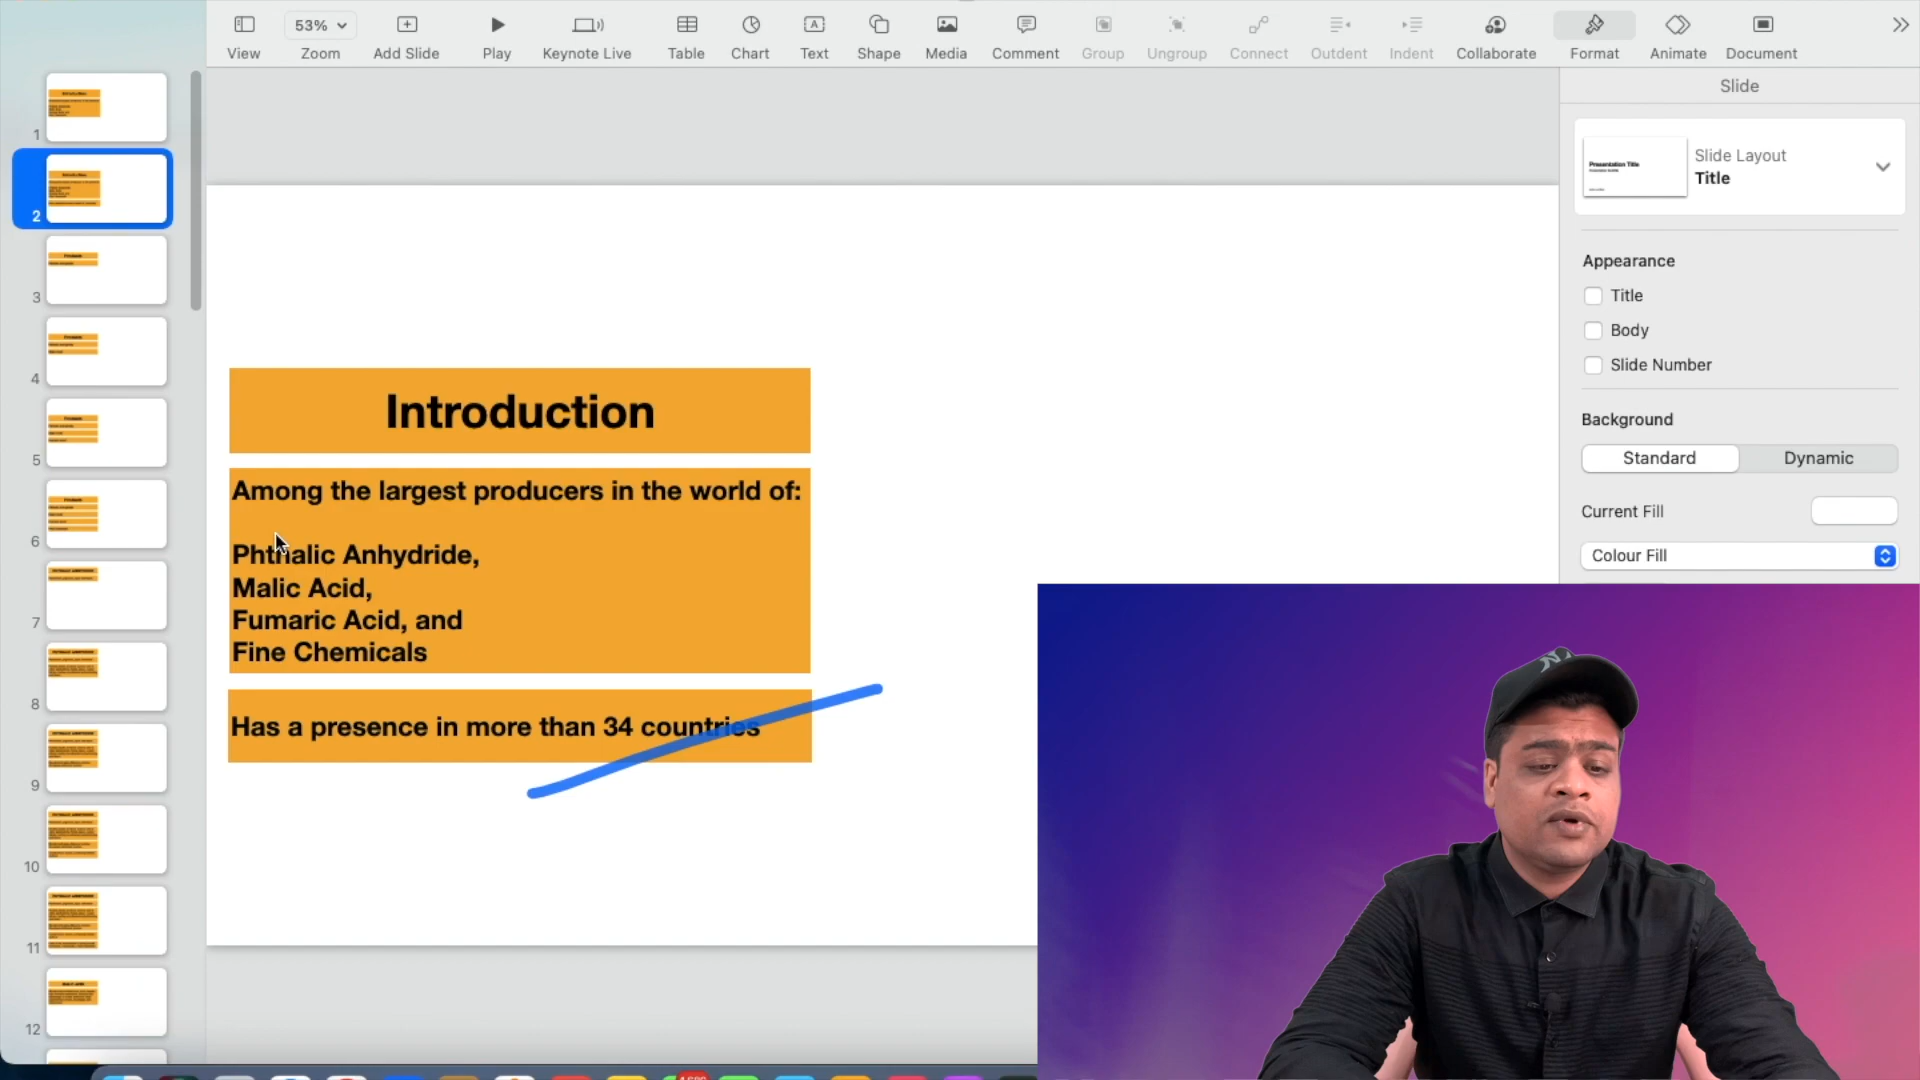 53%
View
Zoom
Add Slide
Play
Keynote Live
Table
Chart
Text
Shape
Media
Comment
Group
Ungroup
Connect
Outdent
Indent
Collaborate
Format
Animate
Document
1
2
3
4
5
6
7
8
9
10
11
12
Introduction
Among the largest producers in the world of:
Phthalic Anhydride,
Malic Acid,
Fumaric Acid, and
Fine Chemicals
Has a presence in more than 34 countries
Slide
Presentation Title
Slide Layout
Title
Appearance
Title
Body
Slide Number
Background
Standard
Dynamic
Current Fill
Colour Fill